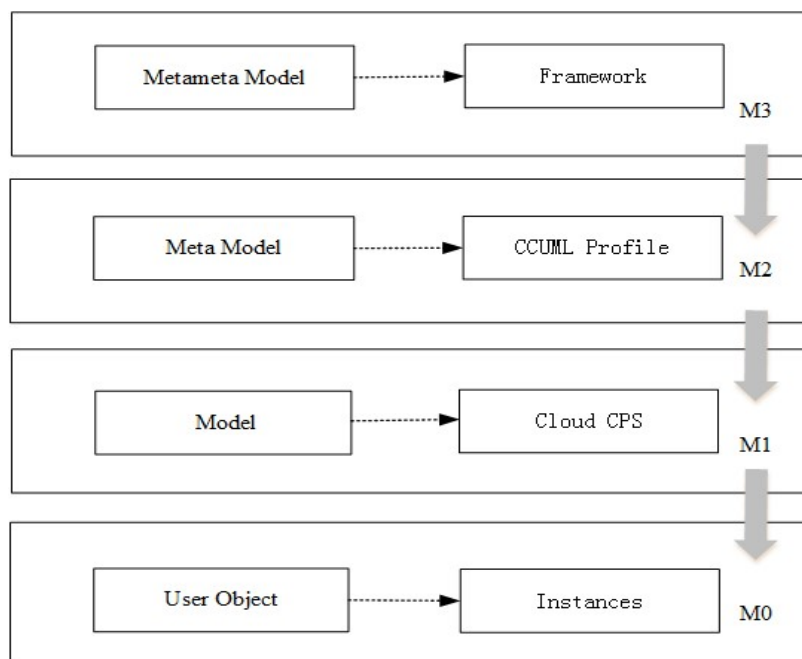 Metameta Model
Framework
M3
Meta Model
CCUML Profile
M2
Model
Cloud CPS
M1
User Object
Instances
M0